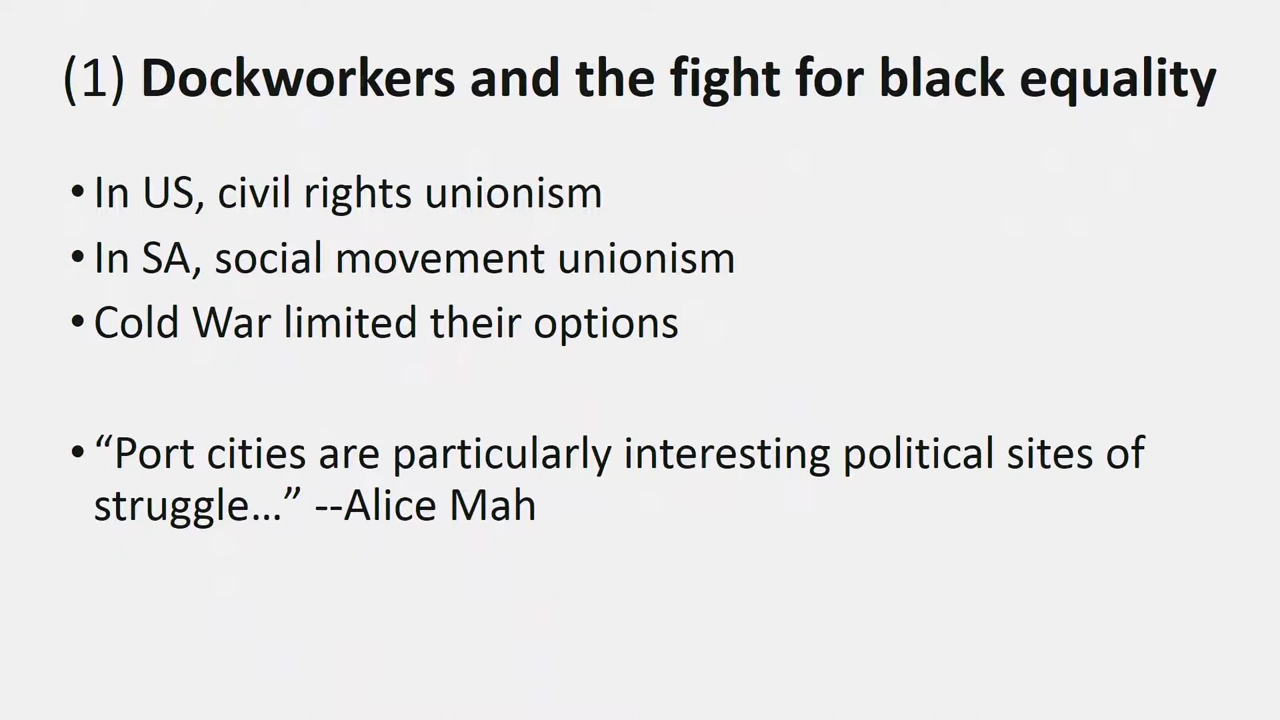 (1) Dockworkers and the fight for black equality
• In US, civil rights unionism
• In SA, social movement unionism
• Cold War limited their options
• “Port cities are particularly interesting political sites of
struggle…” --Alice Mah